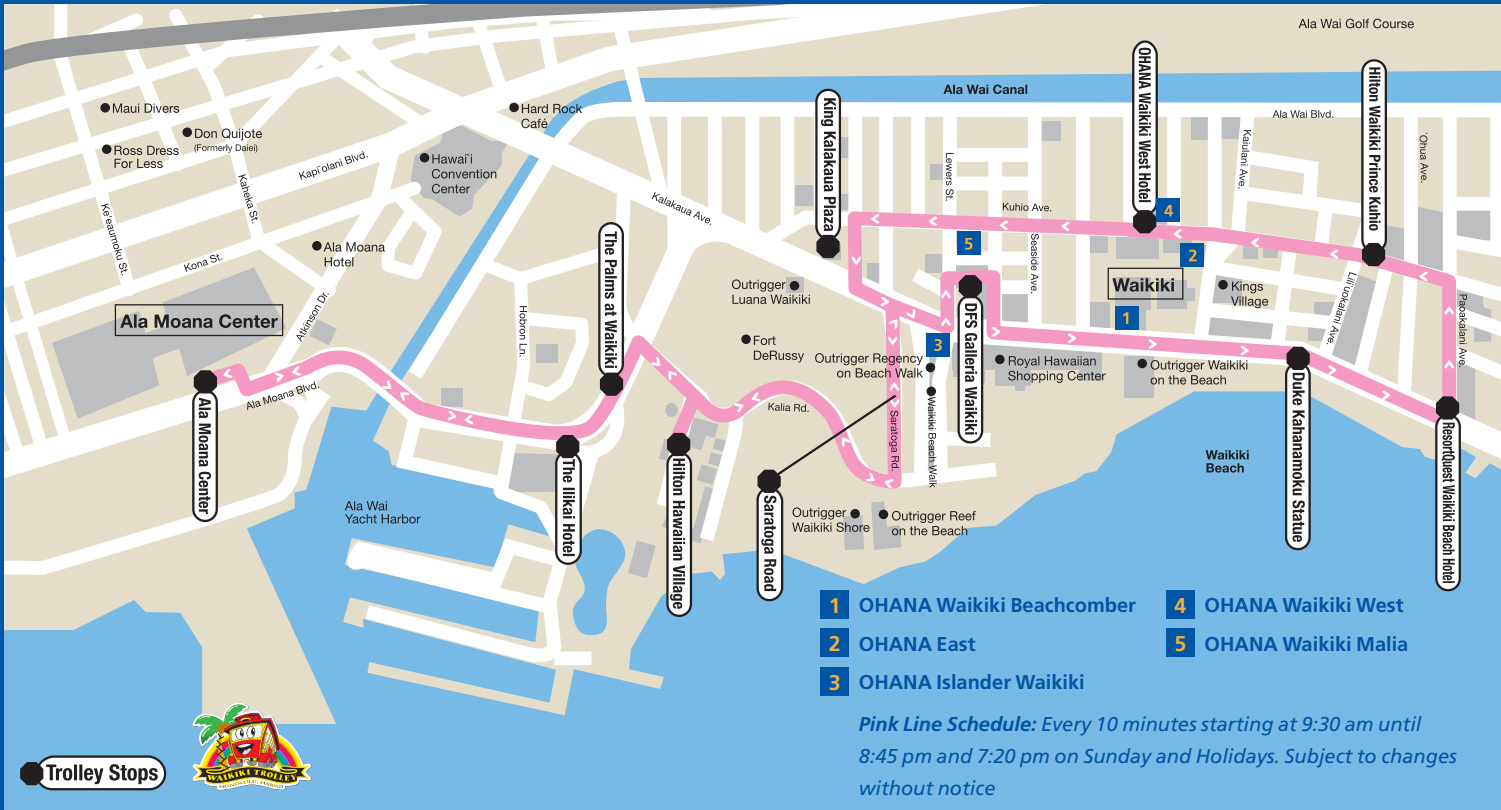 Ala Wai Golf Course
Ala Wai Canal
Ala Wai Blvd.
Maui Divers
Don Quijote
(Formerly Daiei)
Ross Dress
For Less
Hard Rock
Café
Hawai`i
Convention
Center
Kapi`olani Blvd.
Kaheka St.
Ke`eaumoku St.
Kona St.
Ala Moana
Hotel
Atkinson Dr.
Ala Moana Center
Ala Moana Blvd.
Ala Moana Center
Hobron Ln.
The Palms at Waikiki
The Ilikai Hotel
Hilton Hawaiian Village
Ala Wai
Yacht Harbor
Kalakaua Ave.
King Kalakaua Plaza
Outrigger
Luana Waikiki
Fort
DeRussy
Kalia Rd.
Saratoga Road
Saratoga Rd.
Outrigger Regency
on Beach Walk
Waikiki Beach Walk
Outrigger
Waikiki Shore
Outrigger Reef
on the Beach
Lewers St.
Kuhio Ave.
Seaside Ave.
DFS Galleria Waikiki
Royal Hawaiian
Shopping Center
OHANA Waikiki West Hotel
4
5
2
1
3
Waikiki
Kings
Village
Kaiulani Ave.
Outrigger Waikiki
on the Beach
Hilton Waikiki Prince Kuhio
Lili`uokalani Ave.
`Ohua Ave.
Paoakalani Ave.
Duke Kahanamoku Statue
ResortQuest Waikiki Beach Hotel
Waikiki
Beach
1 OHANA Waikiki Beachcomber
2 OHANA East
3 OHANA Islander Waikiki
4 OHANA Waikiki West
5 OHANA Waikiki Malia
Pink Line Schedule: Every 10 minutes starting at 9:30 am until
8:45 pm and 7:20 pm on Sunday and Holidays. Subject to changes
without notice
Trolley Stops
WAIKIKI TROLLEY
HONOLULU, HAWAII